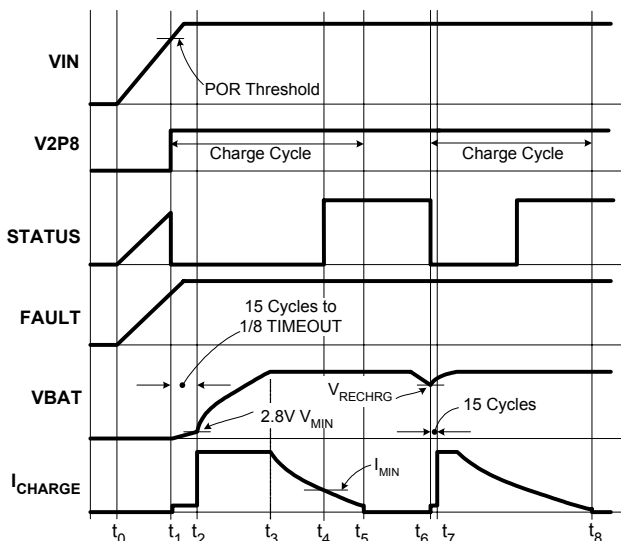 VIN
POR Threshold
V2P8
Charge Cycle
Charge Cycle
STATUS
FAULT
15 Cycles to
1/8 TIMEOUT
VBAT
VRECHRG
2.8V VMIN
15 Cycles
ICHARGE
IMIN
t0 t1 t2 t3 t4 t5 t6 t7 t8